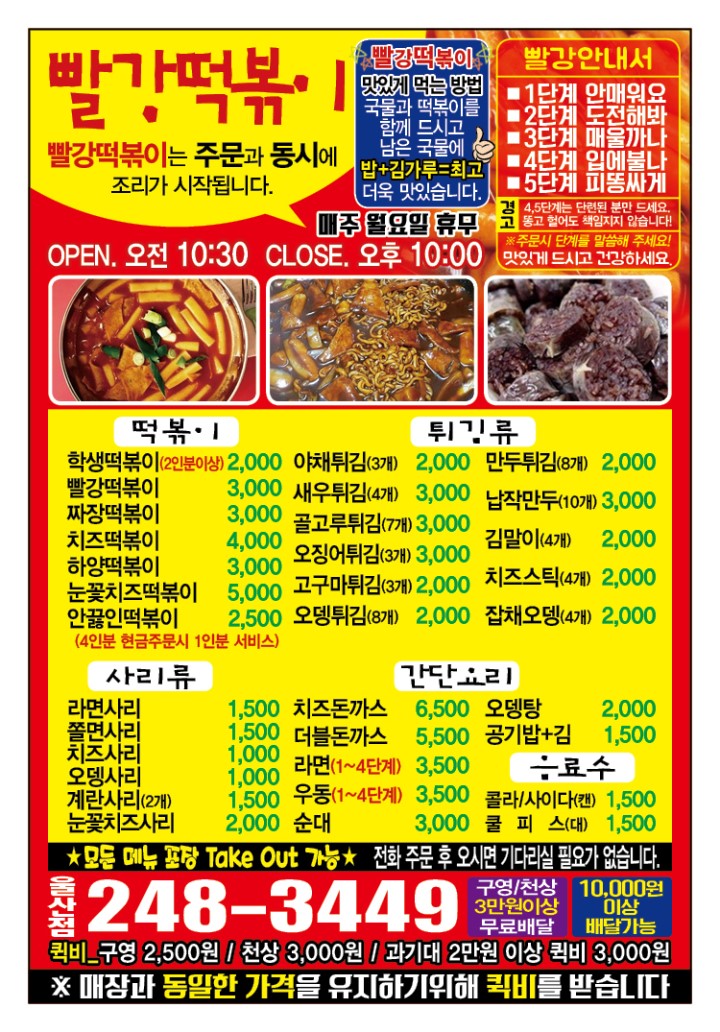 빨강떡볶이
빨강떡볶이는 주문과 동시에
조리가 시작됩니다.
빨강떡볶이
맛있게 먹는 방법
국물과 떡볶이를
함께 드시고
남은 국물에
밥+김가루=최고
더욱 맛있습니다.
빨강안내서
■ 1단계 안매워요
■ 2단계 도전해봐
■ 3단계 매울까나
■ 4단계 입에불나
■ 5단계 피똥싸게
경고
4,5단계는 단련된 분만 드세요.
똥고 헐어도 책임지지 않습니다!
※주문시 단계를 말씀해 주세요!
맛있게 드시고 건강하세요.
매주 월요일 휴무
OPEN. 오전 10:30 CLOSE. 오후 10:00
떡볶이
학생떡볶이(2인분이상) 2,000
빨강떡볶이 3,000
짜장떡볶이 3,000
치즈떡볶이 4,000
하양떡볶이 3,000
눈꽃치즈떡볶이 5,000
안끓인떡볶이 2,500
(4인분 현금주문시 1인분 서비스)
튀김류
야채튀김(3개) 2,000
새우튀김(4개) 3,000
골고루튀김(7개) 3,000
오징어튀김(3개) 3,000
고구마튀김(3개) 2,000
오뎅튀김(8개) 2,000
만두튀김(8개) 2,000
납작만두(10개) 3,000
김말이(4개) 2,000
치즈스틱(4개) 2,000
잡채오뎅(4개) 2,000
사리류
라면사리 1,500
쫄면사리 1,500
치즈사리 1,000
오뎅사리 1,000
계란사리(2개) 1,500
눈꽃치즈사리 2,000
간단요리
치즈돈까스 6,500
더블돈까스 5,500
라면(1~4단계) 3,500
우동(1~4단계) 3,500
순대 3,000
오뎅탕 2,000
공기밥+김 1,500
음료수
콜라/사이다(캔) 1,500
쿨 피 스(대) 1,500
★모든 메뉴 포장 Take Out 가능★ 전화 주문 후 오시면 기다리실 필요가 없습니다.
울산점
248-3449
구영/천상
3만원이상
무료배달
10,000원
이상
배달가능
퀵비_구영 2,500원 / 천상 3,000원 / 과기대 2만원 이상 퀵비 3,000원
※ 매장과 동일한 가격을 유지하기위해 퀵비를 받습니다